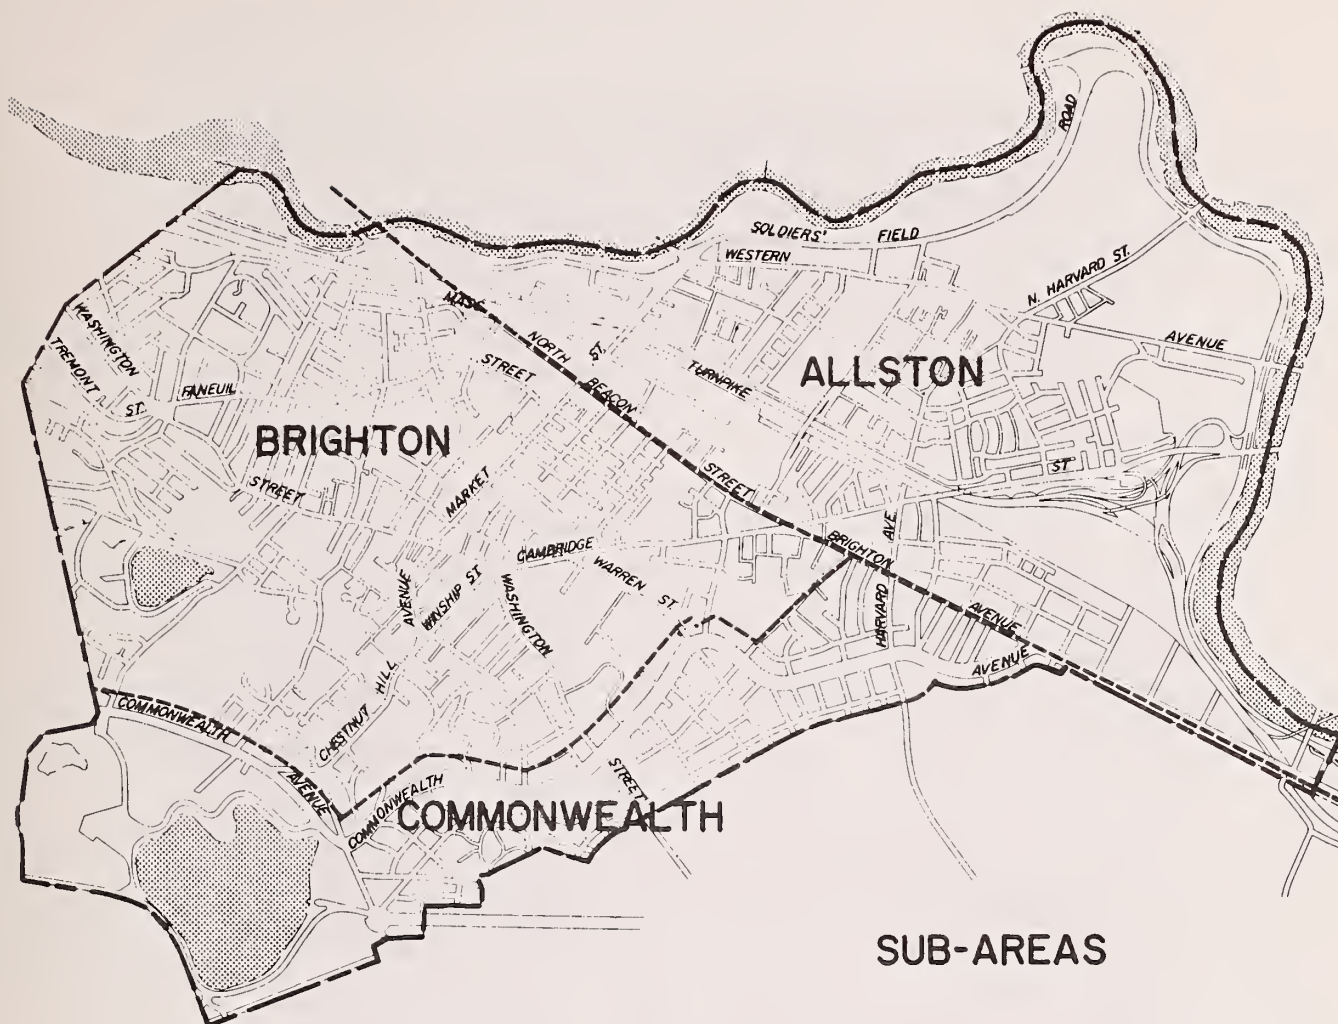 ROAD
SOLDIERS' FIELD
WESTERN
N. HARVARD ST.
AVENUE
MASS.
NORTH
BEACON
STREET
ST.
STREET
TURNPIKE
ALLSTON
WASHINGTON
TREMONT
ST.
FANEUIL
BRIGHTON
STREET
MARKET
ST
AVE.
BRIGHTON
AVENUE
HARVARD
AVENUE
CAMBRIDGE
WARREN ST.
WASHINGTON
AVENUE
WINSHIP ST.
CHESTNUT HILL
COMMONWEALTH
AVENUE
COMMONWEALTH
STREET
COMMONWEALTH
SUB-AREAS